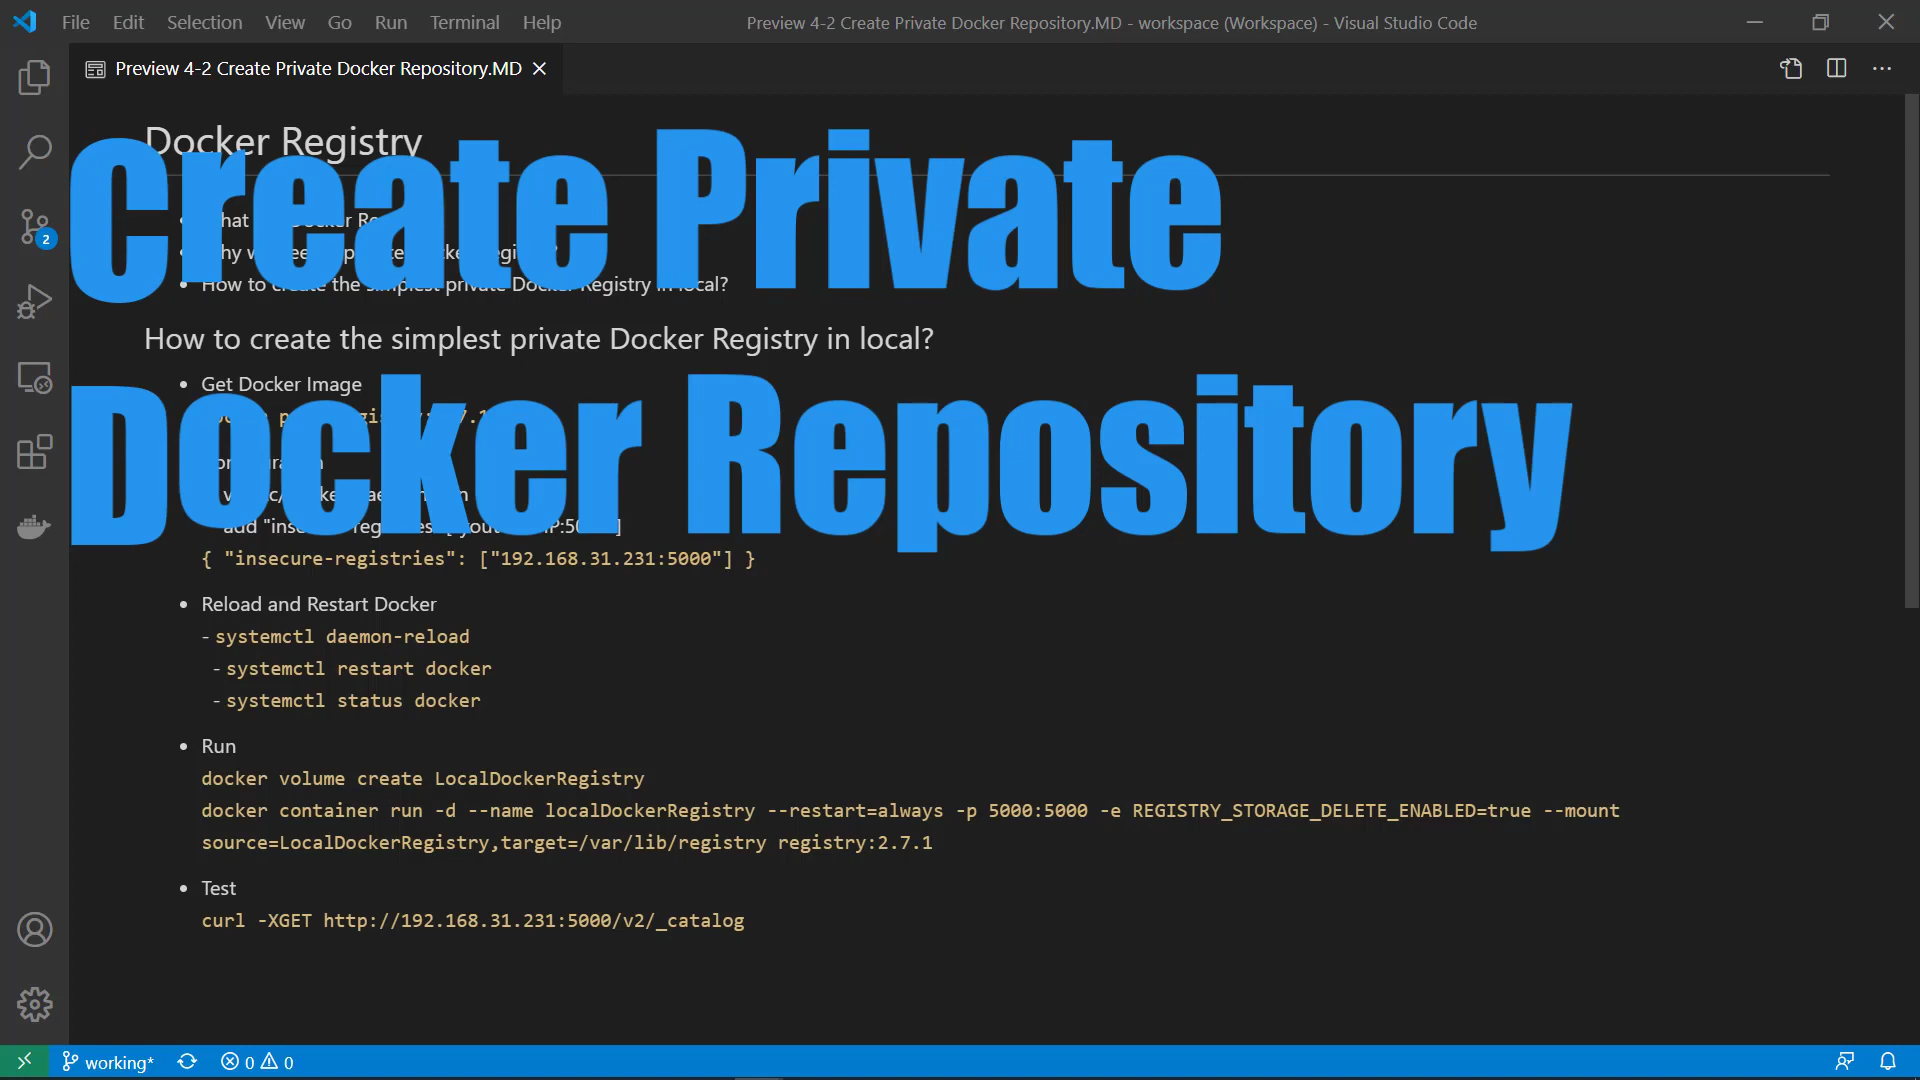 File Edit Selection View Go Run Terminal Help
Preview 4-2 Create Private Docker Repository.MD - workspace (Workspace) - Visual Studio Code
Preview 4-2 Create Private Docker Repository.MD
Docker Registry
Create Private
How to create the simplest private Docker Registry in local?
How to create the simplest private Docker Registry in local?
Get Docker Image
Docker Repository
{ "insecure-registries": ["192.168.31.231:5000"] }
Reload and Restart Docker
- systemctl daemon-reload
- systemctl restart docker
- systemctl status docker
Run
docker volume create LocalDockerRegistry
docker container run -d --name localDockerRegistry --restart=always -p 5000:5000 -e REGISTRY_STORAGE_DELETE_ENABLED=true --mount
source=LocalDockerRegistry,target=/var/lib/registry registry:2.7.1
Test
curl -XGET http://192.168.31.231:5000/v2/_catalog
2
working* 0 0